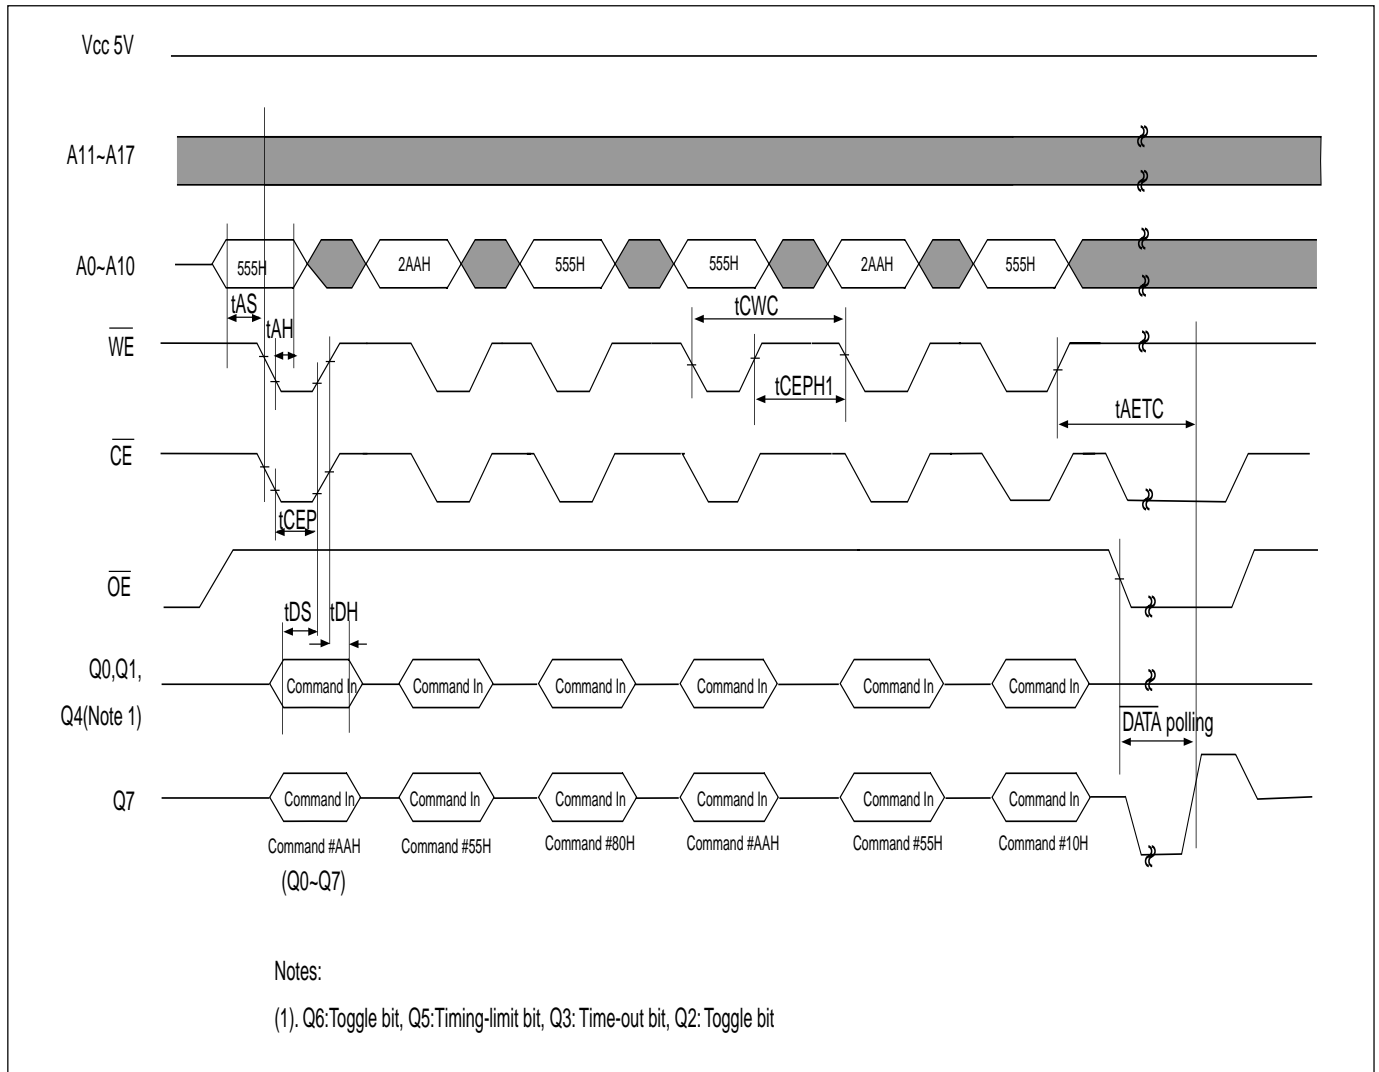 Vcc 5V
A11~A17
A0~A10
555H 2AAH 555H 555H 2AAH 555H
tAS
tAH
tCWC
WE
tCEPH1
tAETC
CE
tCEP
OE
tDS tDH
Q0,Q1,
Command In Command In Command In Command In Command In Command In
Q4(Note 1)
DATA polling
Q7
Command In Command In Command In Command In Command In Command In
Command #AAH Command #55H Command #80H Command #AAH Command #55H Command #10H
(Q0~Q7)
Notes:
(1). Q6:Toggle bit, Q5:Timing-limit bit, Q3: Time-out bit, Q2: Toggle bit